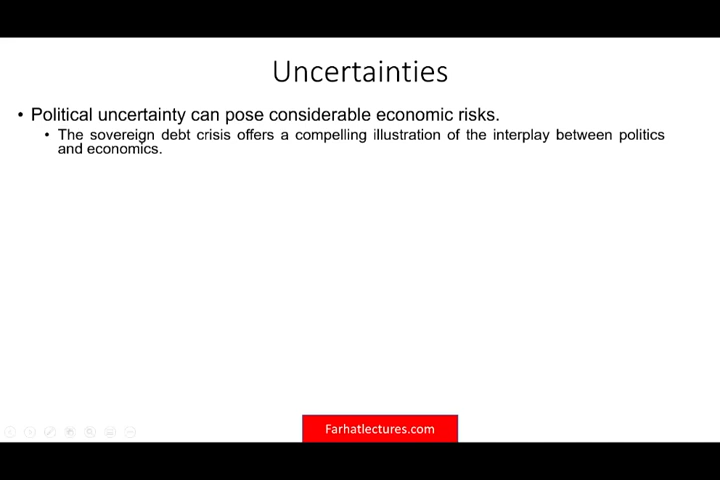 Uncertainties
• Political uncertainty can pose considerable economic risks.
• The sovereign debt crisis offers a compelling illustration of the interplay between politics
and economics.
Farhatlectures.com